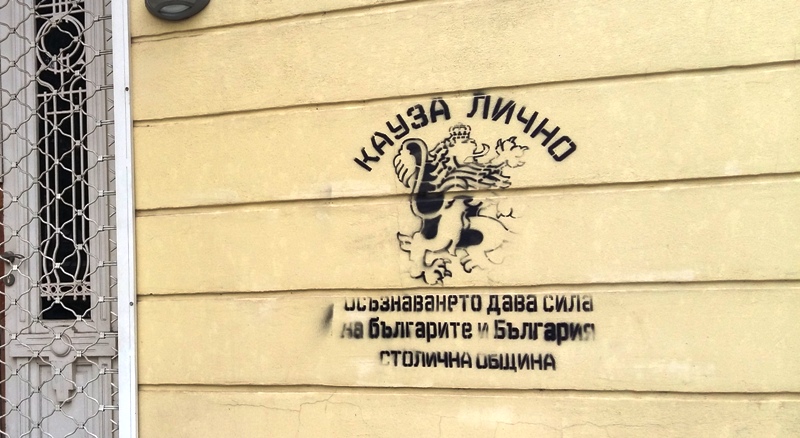 КАУЗА ЛИЧНО
Осъзнаването дава сила
на българите и България
СТОЛИЧНА ОБЩИНА